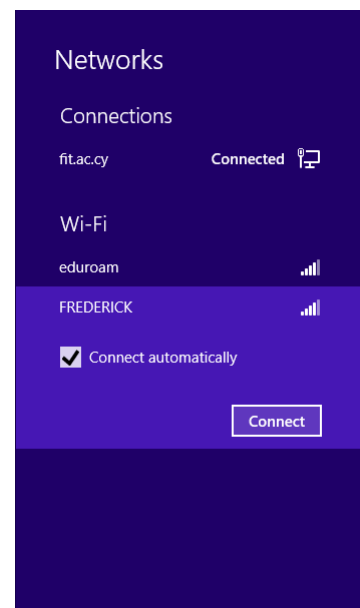 Networks
Connections
fit.ac.cy Connected
Wi-Fi
eduroam
FREDERICK
Connect automatically
Connect